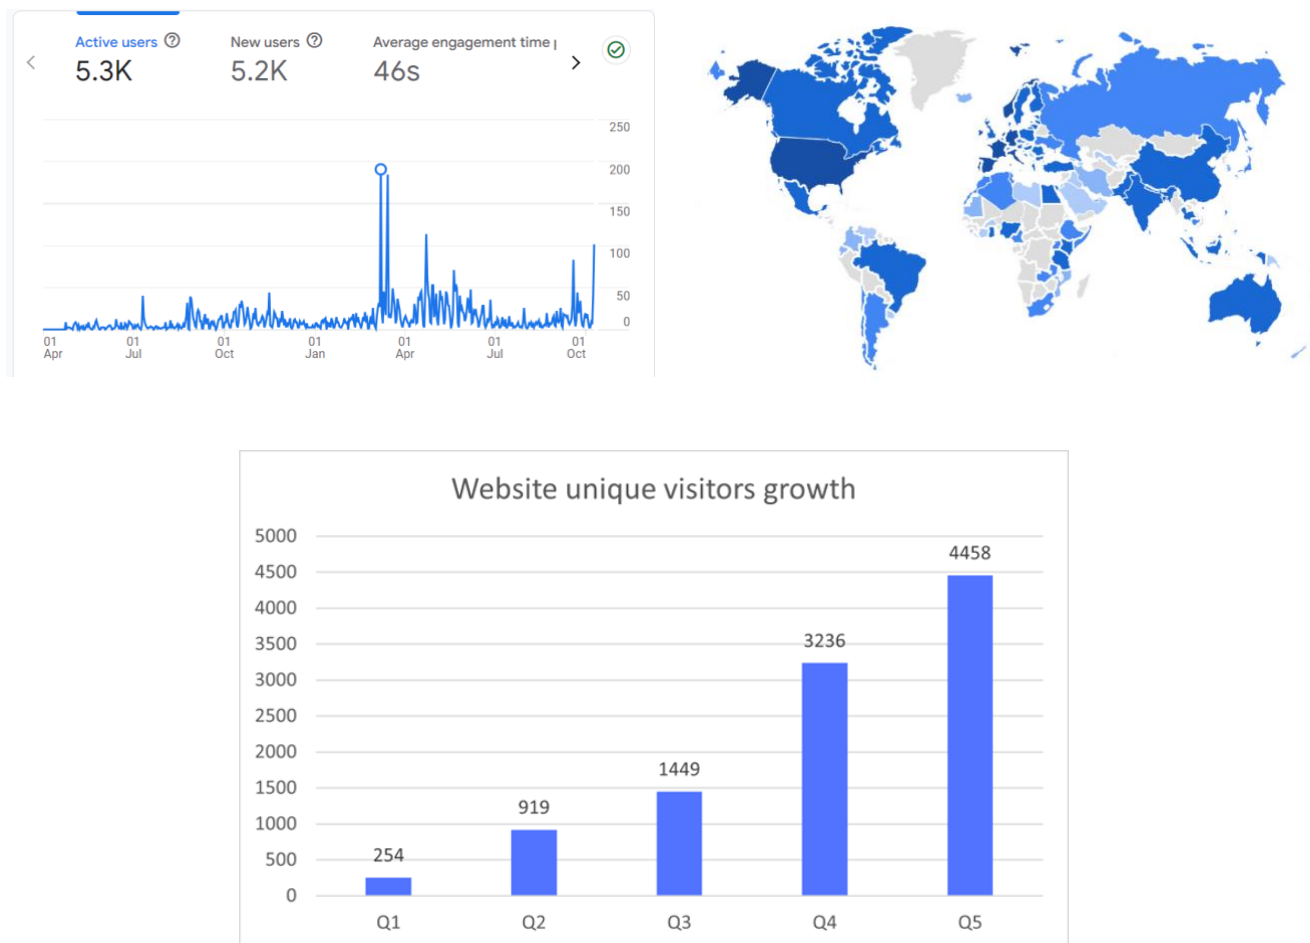 Active users
New users
Average engagement time
5.3K
5.2K
46s
250
200
150
100
50
0
01 01 01 01 01 01 01
Apr Jul Oct Jan Apr Jul Oct
Website unique visitors growth
5000
4500
4000
3500
3000
2500
2000
1500
1000
500
0
254
919
1449
3236
4458
Q1 Q2 Q3 Q4 Q5